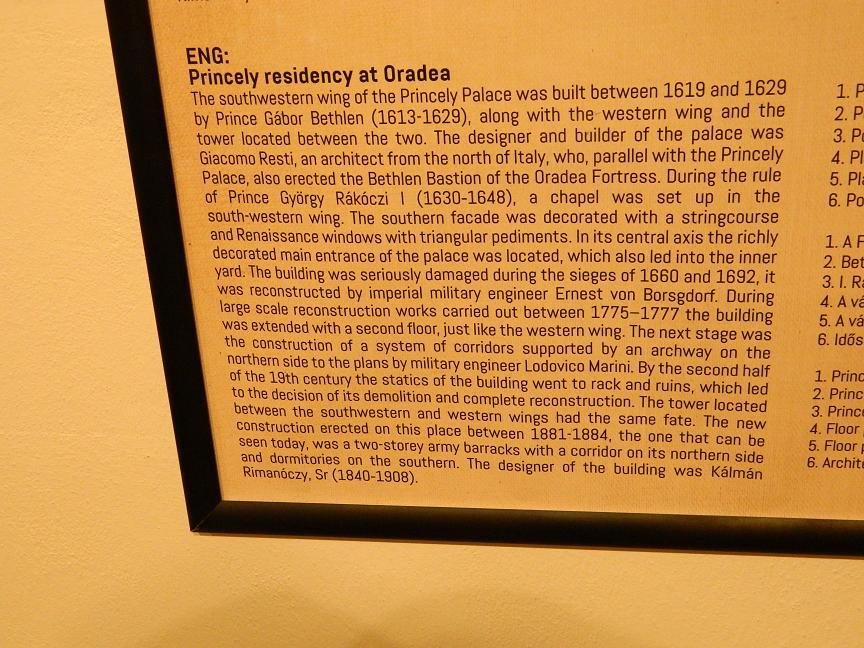 ENG:
Princely residency at Oradea
The southwestern wing of the Princely Palace was built between 1619 and 1629
by Prince Gábor Bethlen (1613-1629), along with the western wing and the
tower located between the two. The designer and builder of the palace was
Giacomo Resti, an architect from the north of Italy, who, parallel with the Princely
Palace, also erected the Bethlen Bastion of the Oradea Fortress. During the rule
of Prince György Rákóczi I (1630-1648), a chapel was set up in the
south-western wing. The southern facade was decorated with a stringcourse
and Renaissance windows with triangular pediments. In its central axis the richly
decorated main entrance of the palace was located, which also led into the inner
yard. The building was seriously damaged during the sieges of 1660 and 1692, it
was reconstructed by imperial military engineer Ernest von Borsgdorf. During
large scale reconstruction works carried out between 1775–1777 the building
was extended with a second floor, just like the western wing. The next stage was
the construction of a system of corridors supported by an archway on the
northern side to the plans by military engineer Lodovico Marini. By the second half
of the 19th century the statics of the building went to rack and ruins, which led
to the decision of its demolition and complete reconstruction. The tower located
between the southwestern and western wings had the same fate. The new
construction erected on this place between 1881-1884, the one that can be
seen today, was a two-storey army barracks with a corridor on its northern side
and dormitories on the southern. The designer of the building was Kálmán
Rimanóczy, Sr (1840-1908).
1. P
2. P
3. Pu
4. Pl
5. Pla
6. Po
1. A F
2. Bet
3. I. Ra
4. A vá
5. A vá
6. Idős
1. Princ
2. Princ
3. Prince
4. Floor
5. Floor p
6. Archite